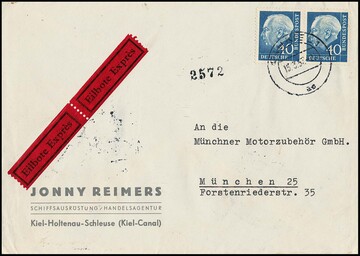 DEUTSCHE BUNDESPOST
40
DEUTSCHE BUNDESPOST
40
2572
Eilbote Exprès
Eilbote Exprès
An die
Münchner Motorzubehör GmbH.
München 25
Forstenriederstr. 35
JONNY REIMERS
SCHIFFSAUSRÜSTUNG · HANDELSAGENTUR
Kiel-Holtenau-Schleuse (Kiel-Canal)